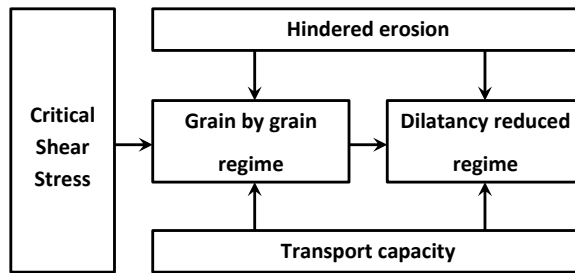 Hindered erosion
Critical
Shear
Stress
Grain by grain
regime
Dilatancy reduced
regime
Transport capacity